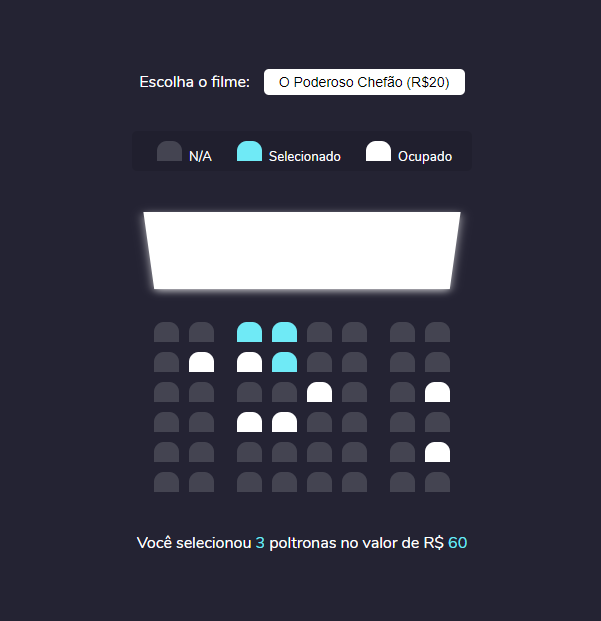 Escolha o filme: O Poderoso Chefão (R$20)
N/A Selecionado Ocupado
Você selecionou 3 poltronas no valor de R$ 60